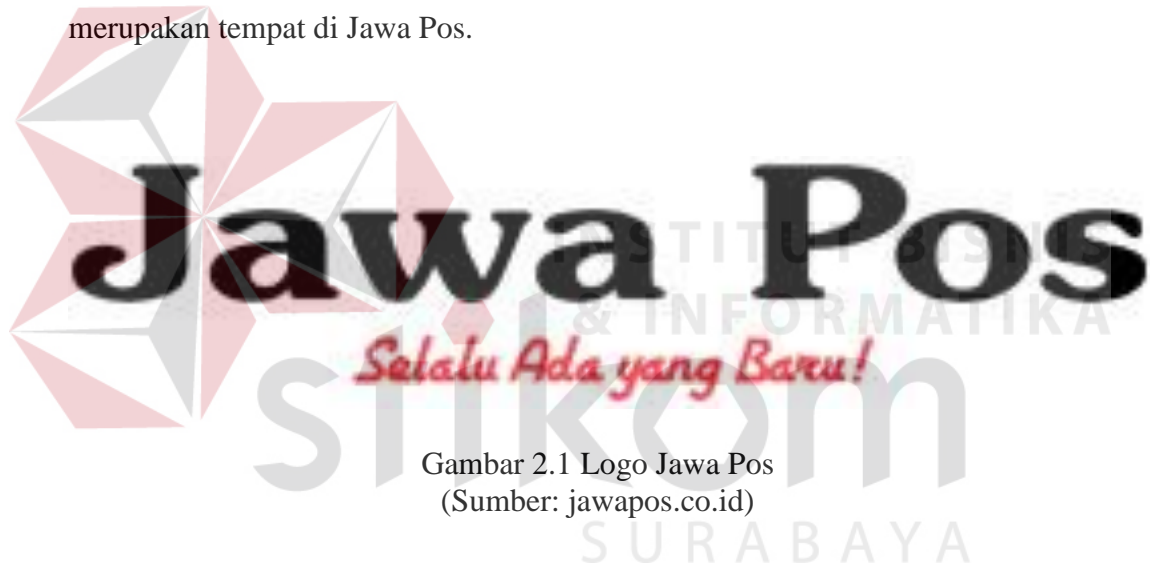 merupakan tempat di Jawa Pos.
Jawa Pos
INSTITUT BISNIS
& INFORMATIKA
Selalu Ada yang Baru!
stikom
Gambar 2.1 Logo Jawa Pos
(Sumber: jawapos.co.id)
SURABAYA